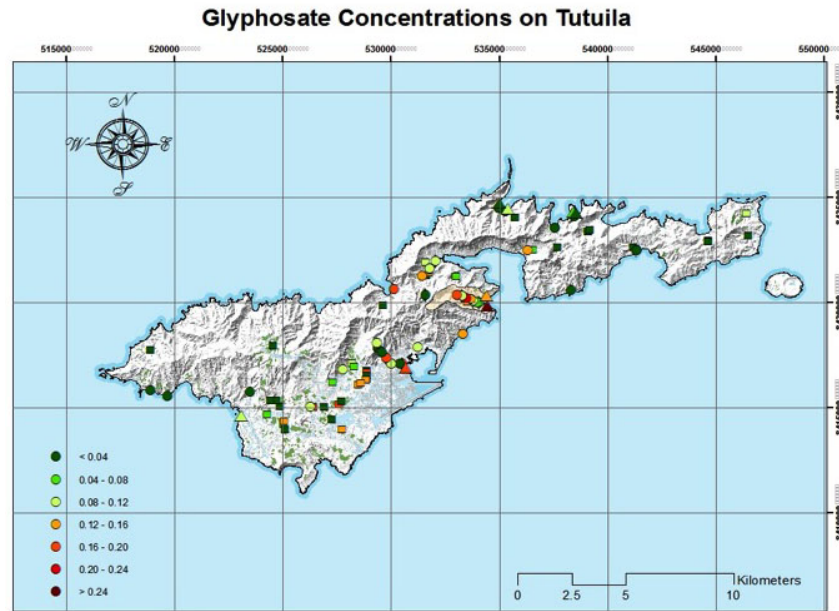 Glyphosate Concentrations on Tutuila
515000 520000 525000 530000 535000 540000 545000 550000
N
W E
S
< 0.04
0.04 - 0.08
0.08 - 0.12
0.12 - 0.16
0.16 - 0.20
0.20 - 0.24
> 0.24
Kilometers
0 2.5 5 10